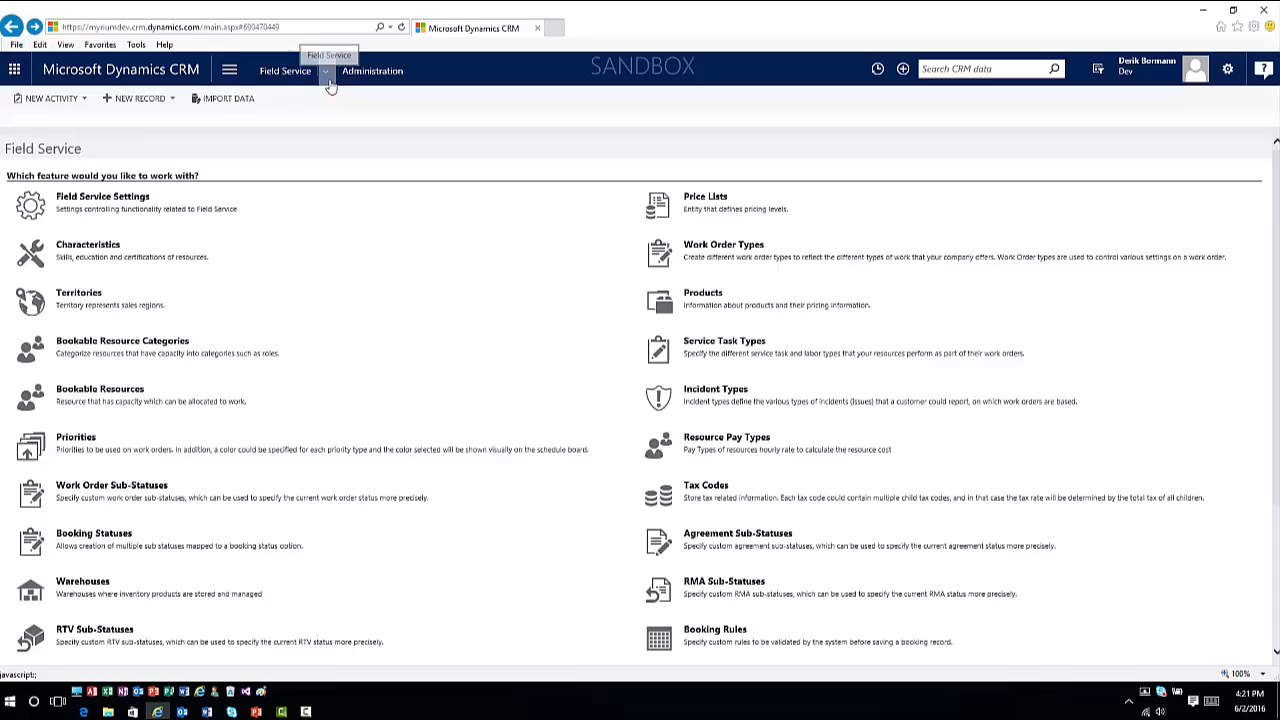 https://myriumdev.crm.dynamics.com/main.aspx#690470449
Microsoft Dynamics CRM
File Edit View Favorites Tools Help
Field Service
Microsoft Dynamics CRM
Field Service
Administration
SANDBOX
Search CRM data
Derik Bormann
Dev
NEW ACTIVITY
NEW RECORD
IMPORT DATA
Field Service
Which feature would you like to work with?
Field Service Settings
Settings controlling functionality related to Field Service
Price Lists
Entity that defines pricing levels.
Characteristics
Skills, education and certifications of resources.
Work Order Types
Create different work order types to reflect the different types of work that your company offers. Work Order types are used to control various settings on a work order.
Territories
Territory represents sales regions.
Products
Information about products and their pricing information.
Bookable Resource Categories
Categorize resources that have capacity into categories such as roles.
Service Task Types
Specify the different service task and labor types that your resources perform as part of their work orders.
Bookable Resources
Resource that has capacity which can be allocated to work.
Incident Types
Incident types define the various types of incidents (issues) that a customer could report, on which work orders are based.
Priorities
Priorities to be used on work orders. In addition, a color could be specified for each priority type and the color selected will be shown visually on the schedule board.
Resource Pay Types
Pay Types of resources hourly rate to calculate the resource cost
Work Order Sub-Statuses
Specify custom work order sub-statuses, which can be used to specify the current work order status more precisely.
Tax Codes
Store tax related information. Each tax code could contain multiple child tax codes, and in that case the tax rate will be determined by the total tax of all children.
Booking Statuses
Allows creation of multiple sub statuses mapped to a booking status option.
Agreement Sub-Statuses
Specify custom agreement sub-statuses, which can be used to specify the current agreement status more precisely.
Warehouses
Warehouses where inventory products are stored and managed
RMA Sub-Statuses
Specify custom RMA sub-statuses, which can be used to specify the current RMA status more precisely.
RTV Sub-Statuses
Specify custom RTV sub-statuses, which can be used to specify the current RTV status more precisely.
Booking Rules
Specify custom rules to be validated by the system before saving a booking record.
javascript:;
100%
4:21 PM
6/2/2016